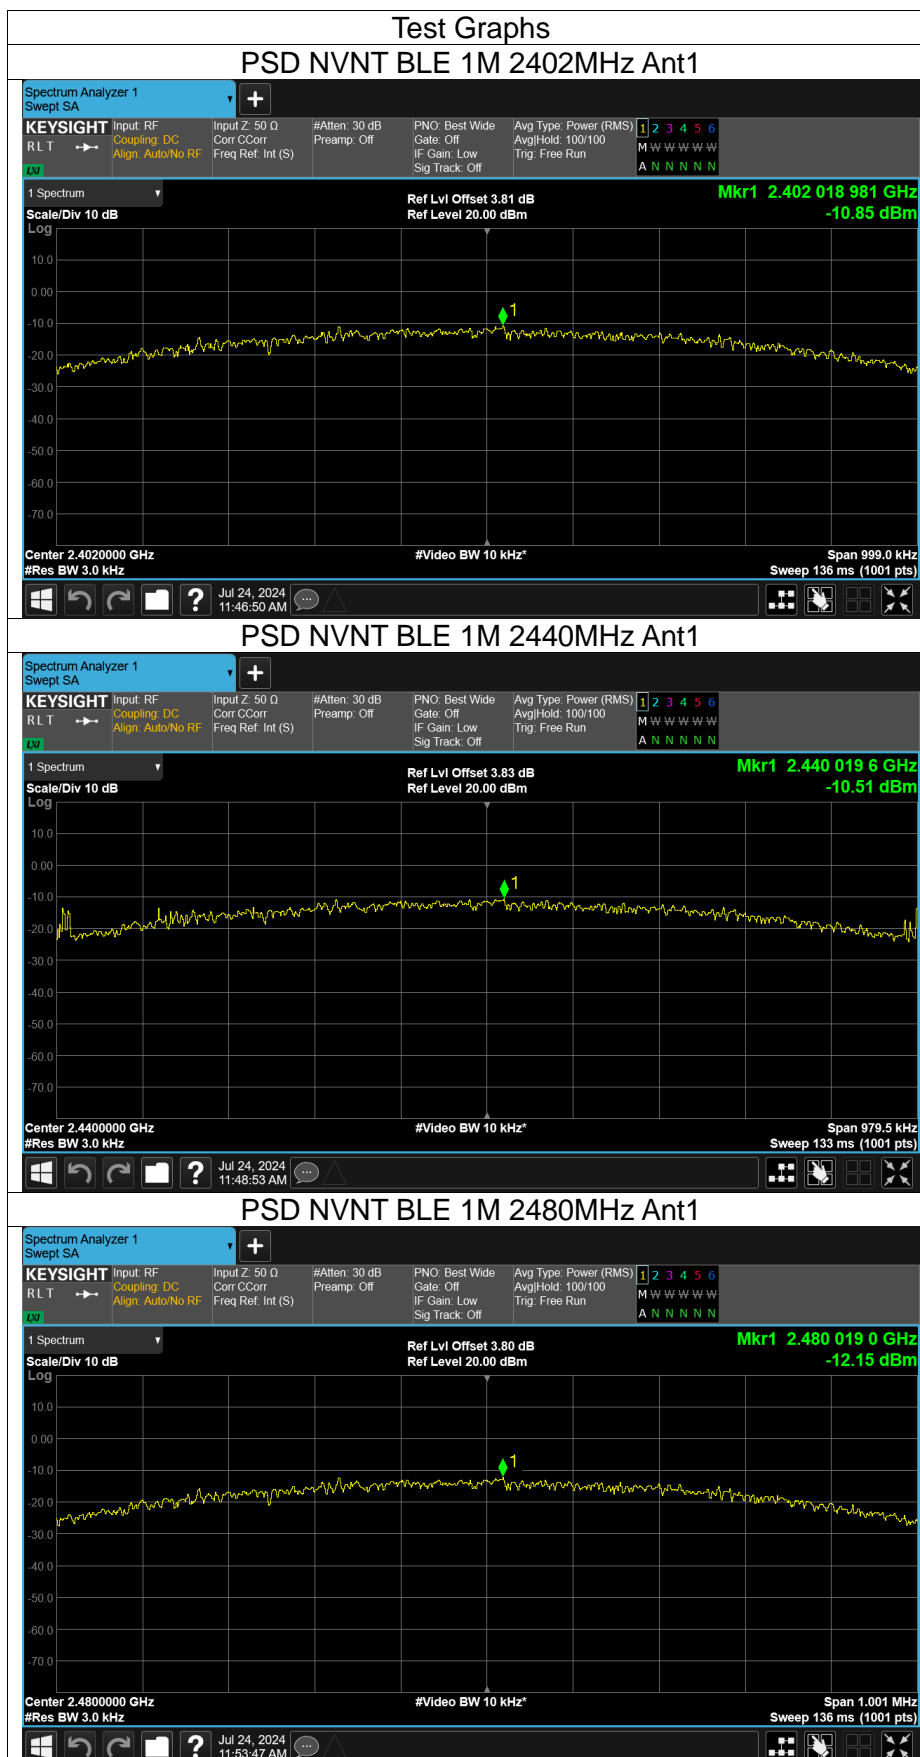 Test Graphs
PSD NVNT BLE 1M 2402MHz Ant1
Spectrum Analyzer 1
Swept SA
KEYSIGHT Input: RF Input Z: 50 Ω #Atten: 30 dB PNO: Best Wide Avg Type: Power (RMS) 1 2 3 4 5 6
R L T Coupling: DC Corr CCorr Preamp: Off Gate: Off Avg|Hold: 100/100 M W W W W W
Align: Auto/No RF Freq Ref: Int (S) IF Gain: Low Trig: Free Run
LXI Sig Track: Off A N N N N N
1 Spectrum Ref Lvl Offset 3.81 dB Mkr1 2.402 018 981 GHz
Scale/Div 10 dB Ref Level 20.00 dBm -10.85 dBm
Log
10.0
0.00
1
-10.0
-20.0
-30.0
-40.0
-50.0
-60.0
-70.0
Center 2.4020000 GHz #Video BW 10 kHz* Span 999.0 kHz
#Res BW 3.0 kHz Sweep 136 ms (1001 pts)
? Jul 24, 2024
11:46:50 AM
PSD NVNT BLE 1M 2440MHz Ant1
Spectrum Analyzer 1
Swept SA
KEYSIGHT Input: RF Input Z: 50 Ω #Atten: 30 dB PNO: Best Wide Avg Type: Power (RMS) 1 2 3 4 5 6
R L T Coupling: DC Corr CCorr Preamp: Off Gate: Off Avg|Hold: 100/100 M W W W W W
Align: Auto/No RF Freq Ref: Int (S) IF Gain: Low Trig: Free Run
LXI Sig Track: Off A N N N N N
1 Spectrum Ref Lvl Offset 3.83 dB Mkr1 2.440 019 6 GHz
Scale/Div 10 dB Ref Level 20.00 dBm -10.51 dBm
Log
10.0
0.00
1
-10.0
-20.0
-30.0
-40.0
-50.0
-60.0
-70.0
Center 2.4400000 GHz #Video BW 10 kHz* Span 979.5 kHz
#Res BW 3.0 kHz Sweep 133 ms (1001 pts)
? Jul 24, 2024
11:48:53 AM
PSD NVNT BLE 1M 2480MHz Ant1
Spectrum Analyzer 1
Swept SA
KEYSIGHT Input: RF Input Z: 50 Ω #Atten: 30 dB PNO: Best Wide Avg Type: Power (RMS) 1 2 3 4 5 6
R L T Coupling: DC Corr CCorr Preamp: Off Gate: Off Avg|Hold: 100/100 M W W W W W
Align: Auto/No RF Freq Ref: Int (S) IF Gain: Low Trig: Free Run
LXI Sig Track: Off A N N N N N
1 Spectrum Ref Lvl Offset 3.80 dB Mkr1 2.480 019 0 GHz
Scale/Div 10 dB Ref Level 20.00 dBm -12.15 dBm
Log
10.0
0.00
1
-10.0
-20.0
-30.0
-40.0
-50.0
-60.0
-70.0
Center 2.4800000 GHz #Video BW 10 kHz* Span 1.001 MHz
#Res BW 3.0 kHz Sweep 136 ms (1001 pts)
? Jul 24, 2024
11:53:47 AM